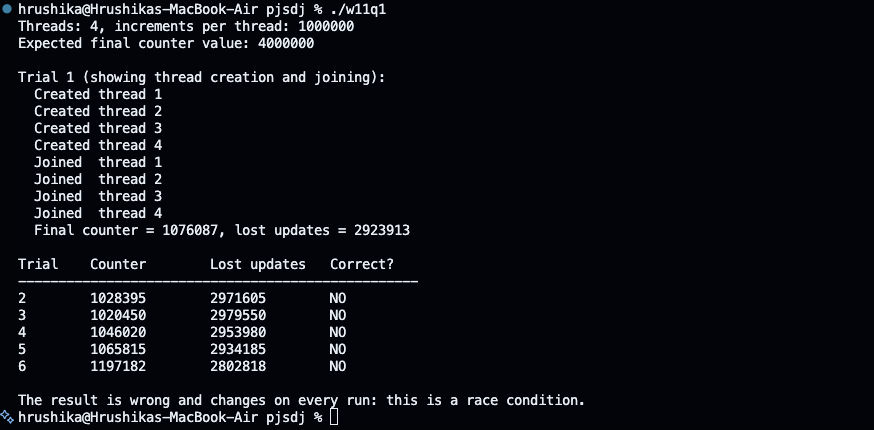 hrushika@Hrushikas-MacBook-Air pjsdj % ./w11q1
Threads: 4, increments per thread: 1000000
Expected final counter value: 4000000
Trial 1 (showing thread creation and joining):
Created thread 1
Created thread 2
Created thread 3
Created thread 4
Joined  thread 1
Joined  thread 2
Joined  thread 3
Joined  thread 4
Final counter = 1076087, lost updates = 2923913
Trial    Counter        Lost updates   Correct?
--------------------------------------------------
2        1028395        2971605        NO
3        1020450        2979550        NO
4        1046020        2953980        NO
5        1065815        2934185        NO
6        1197182        2802818        NO
The result is wrong and changes on every run: this is a race condition.
hrushika@Hrushikas-MacBook-Air pjsdj %